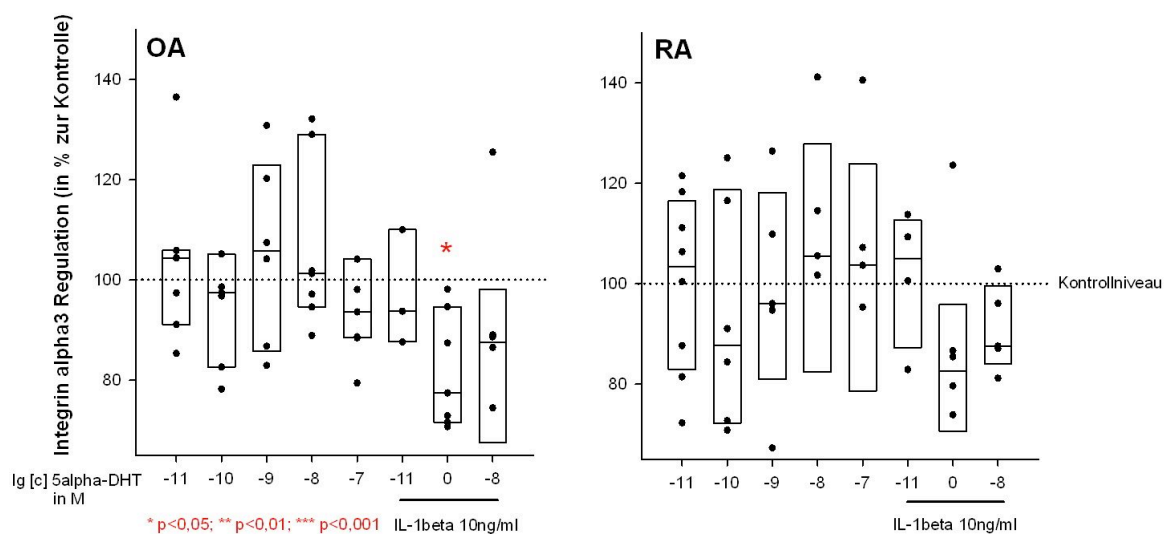 Integrin alpha3 Regulation (in % zur Kontrolle)
OA
140
120
100
80
-11 -10 -9 -8 -7 -11 0 -8
*
lg [c] 5alpha-DHT
in M
* p<0,05; ** p<0,01; *** p<0,001
IL-1beta 10ng/ml
RA
140
120
100
80
Kontrollniveau
-11 -10 -9 -8 -7 -11 0 -8
IL-1beta 10ng/ml